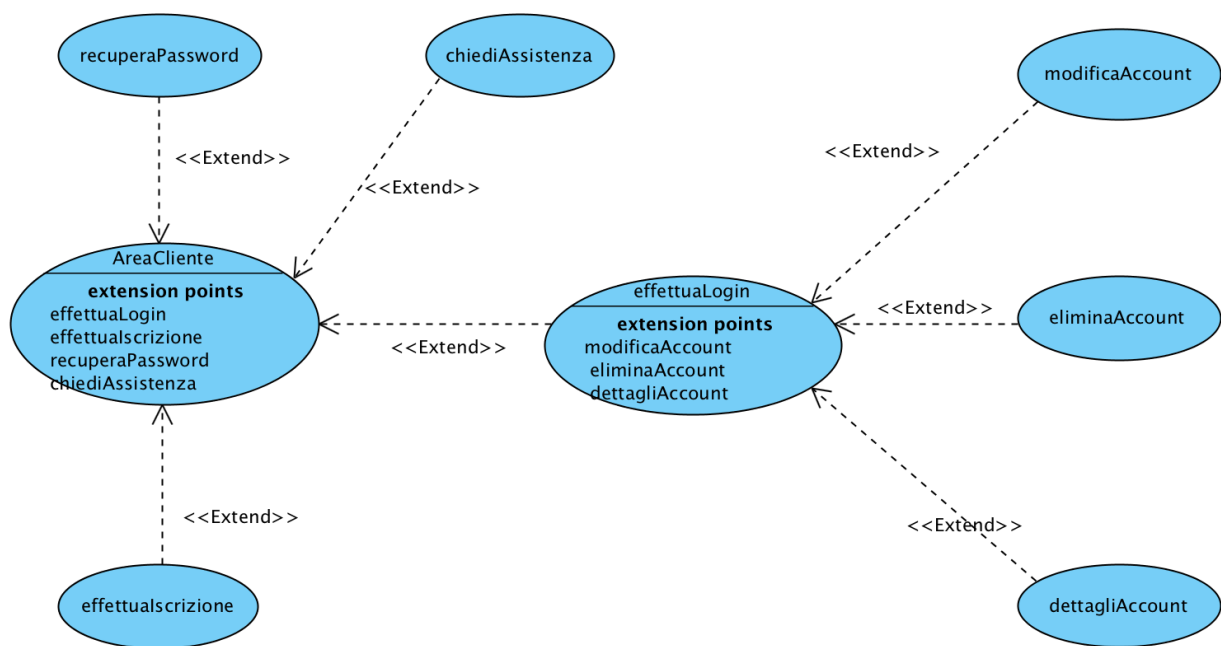 recuperaPassword
chiediAssistenza
modificaAccount
<<Extend>>
<<Extend>>
<<Extend>>
AreaCliente
extension points
effettuaLogin
effettuaIscrizione
recuperaPassword
chiediAssistenza
<<Extend>>
effettuaLogin
extension points
modificaAccount
eliminaAccount
dettagliAccount
<<Extend>>
eliminaAccount
<<Extend>>
<<Extend>>
effettuaIscrizione
dettagliAccount